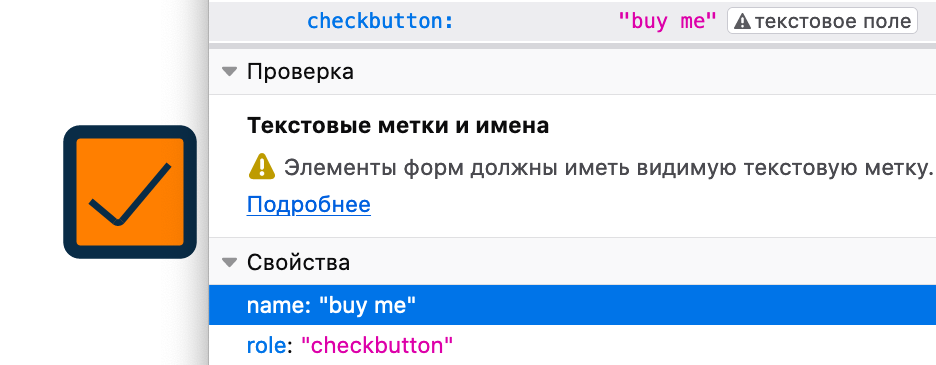 checkbutton: "buy me" текстовое поле
Проверка
Текстовые метки и имена
Элементы форм должны иметь видимую текстовую метку.
Подробнее
Свойства
name: "buy me"
role: "checkbutton"